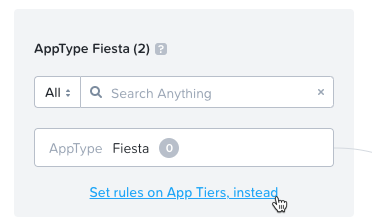 AppType Fiesta (2) ?
All Search Anything ×
AppType Fiesta 0
Set rules on App Tiers, instead